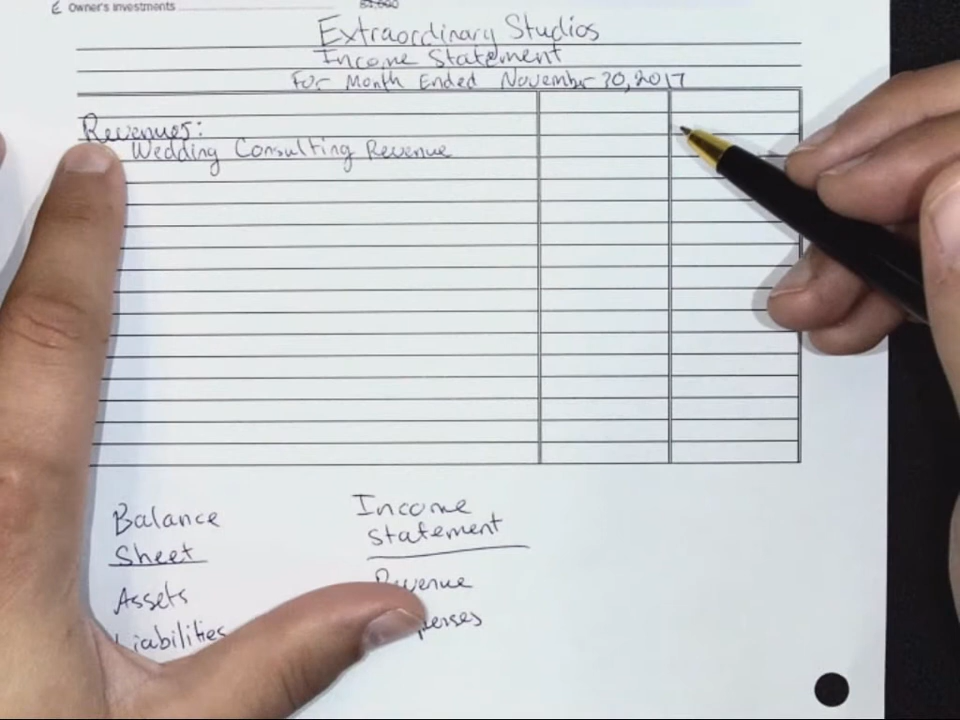 E Owner's Investments
Extraordinary Studios
Income Statement
For Month Ended November 30, 2017
Revenues:
Wedding Consulting Revenue
Balance
Sheet
Income
Statement
Assets
Liabilities
Revenue